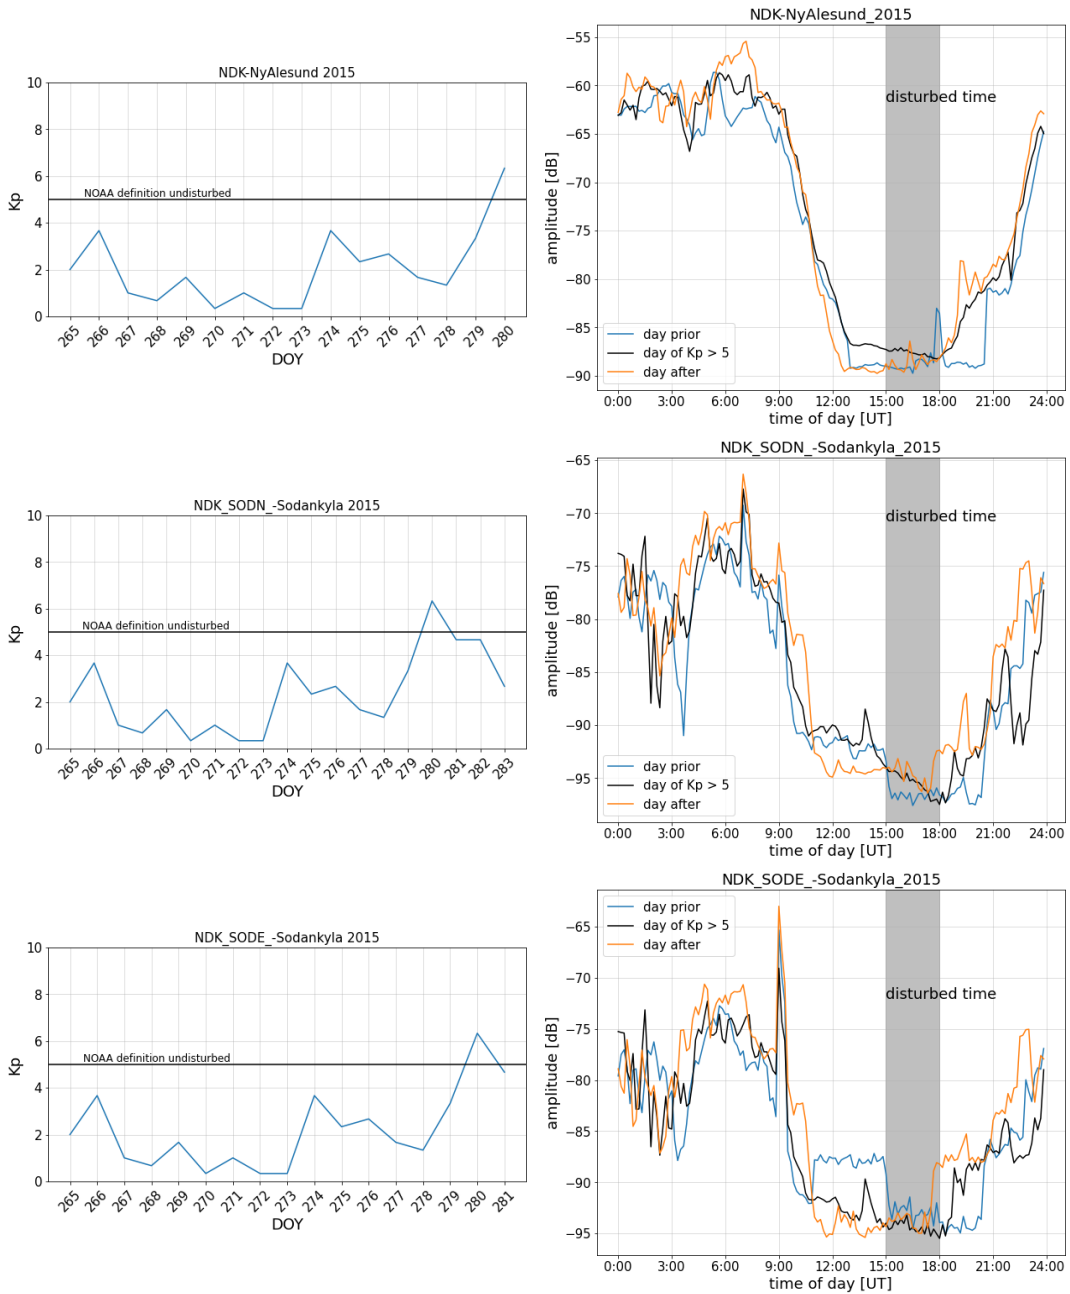 NDK-NyAlesund 2015
Kp
10
8
6
4
2
0
NOAA definition undisturbed
265 266 267 268 269 270 271 272 273 274 275 276 277 278 279 280
DOY
NDK-NyAlesund_2015
amplitude [dB]
−55
−60
−65
−70
−75
−80
−85
−90
disturbed time
day prior
day of Kp > 5
day after
0:00 3:00 6:00 9:00 12:00 15:00 18:00 21:00 24:00
time of day [UT]
NDK_SODN_-Sodankyla 2015
Kp
10
8
6
4
2
0
NOAA definition undisturbed
265 266 267 268 269 270 271 272 273 274 275 276 277 278 279 280 281 282 283
DOY
NDK_SODN_-Sodankyla_2015
amplitude [dB]
−65
−70
−75
−80
−85
−90
−95
disturbed time
day prior
day of Kp > 5
day after
0:00 3:00 6:00 9:00 12:00 15:00 18:00 21:00 24:00
time of day [UT]
NDK_SODE_-Sodankyla 2015
Kp
10
8
6
4
2
0
NOAA definition undisturbed
265 266 267 268 269 270 271 272 273 274 275 276 277 278 279 280 281
DOY
NDK_SODE_-Sodankyla_2015
amplitude [dB]
−65
−70
−75
−80
−85
−90
−95
day prior
day of Kp > 5
day after
disturbed time
0:00 3:00 6:00 9:00 12:00 15:00 18:00 21:00 24:00
time of day [UT]